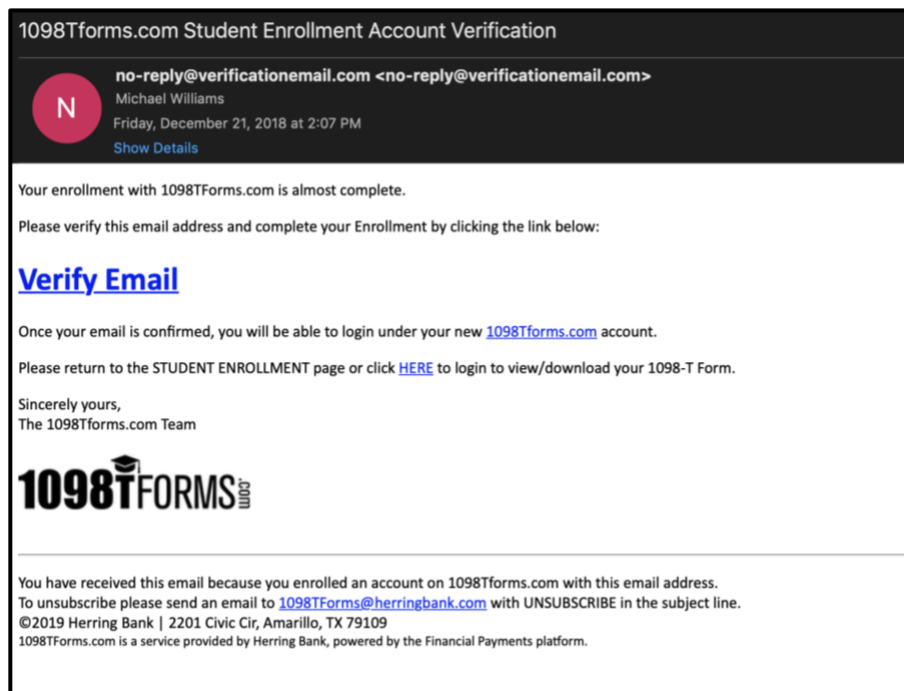 1098Tforms.com Student Enrollment Account Verification
no-reply@verificationemail.com <no-reply@verificationemail.com>
N
Michael Williams
Friday, December 21, 2018 at 2:07 PM
Show Details
Your enrollment with 1098TForms.com is almost complete.
Please verify this email address and complete your Enrollment by clicking the link below:
Verify Email
Once your email is confirmed, you will be able to login under your new 1098Tforms.com account.
Please return to the STUDENT ENROLLMENT page or click HERE to login to view/download your 1098-T Form.
Sincerely yours,
The 1098Tforms.com Team
1098TFORMS.com
You have received this email because you enrolled an account on 1098Tforms.com with this email address.
To unsubscribe please send an email to 1098TForms@herringbank.com with UNSUBSCRIBE in the subject line.
©2019 Herring Bank | 2201 Civic Cir, Amarillo, TX 79109
1098TForms.com is a service provided by Herring Bank, powered by the Financial Payments platform.